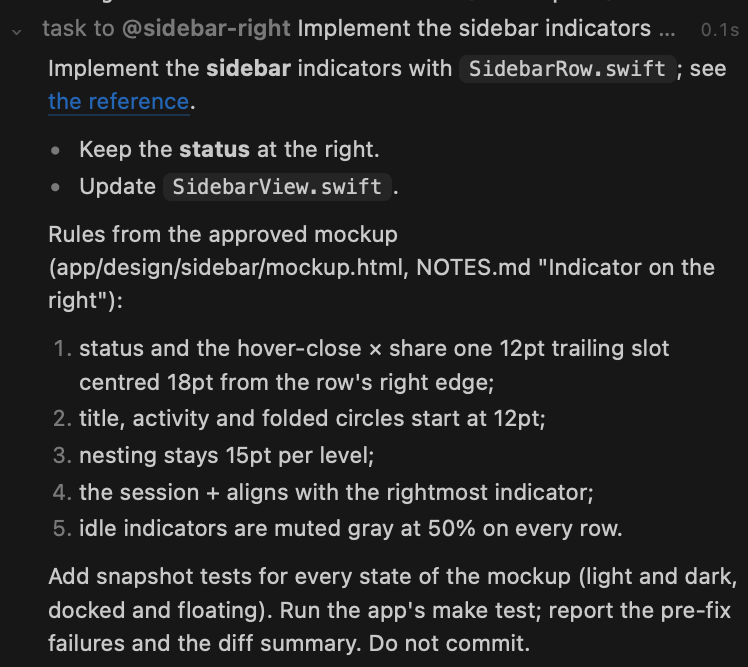 task to @sidebar-right Implement the sidebar indicators ... 0.1s
Implement the sidebar indicators with SidebarRow.swift; see
the reference.
• Keep the status at the right.
• Update SidebarView.swift.
Rules from the approved mockup
(app/design/sidebar/mockup.html, NOTES.md "Indicator on the
right"):
1. status and the hover-close × share one 12pt trailing slot
centred 18pt from the row's right edge;
2. title, activity and folded circles start at 12pt;
3. nesting stays 15pt per level;
4. the session + aligns with the rightmost indicator;
5. idle indicators are muted gray at 50% on every row.
Add snapshot tests for every state of the mockup (light and dark,
docked and floating). Run the app's make test; report the pre-fix
failures and the diff summary. Do not commit.